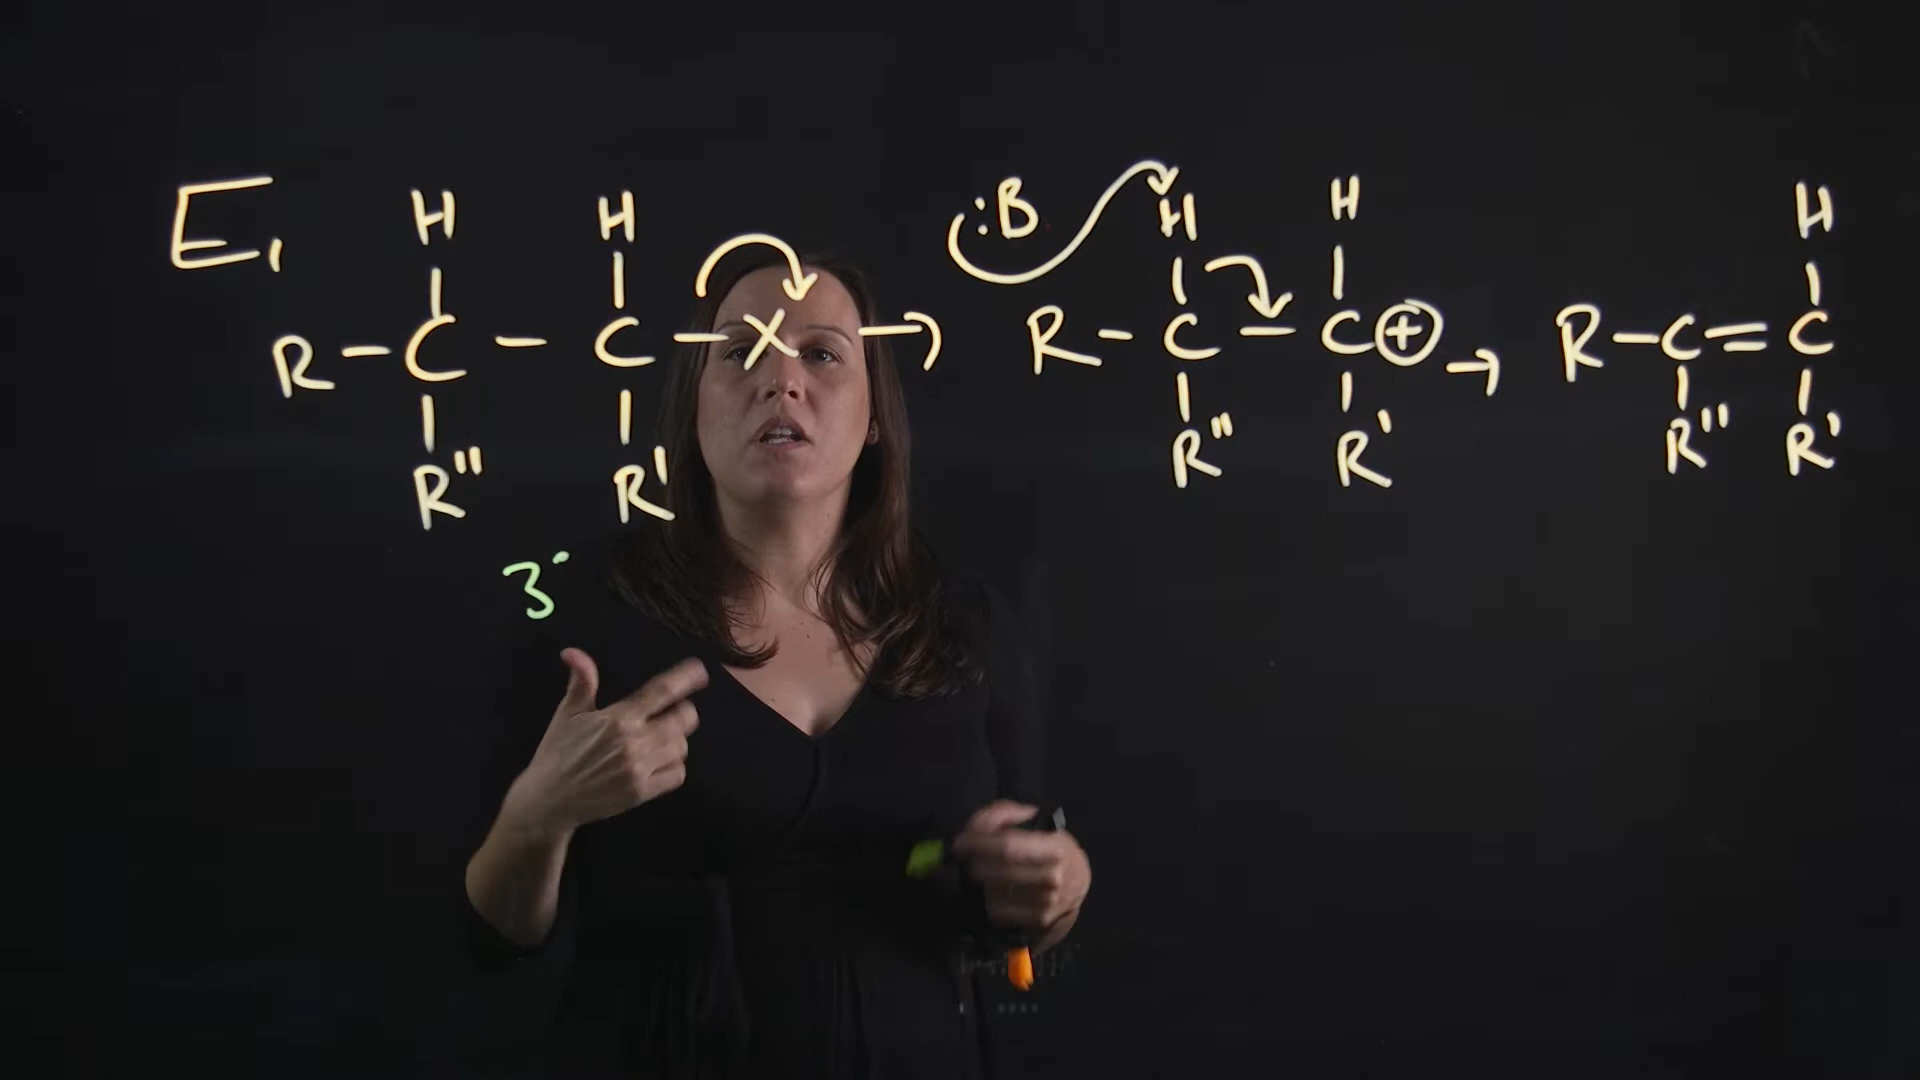 E1
H H :B H H H
R-C-C-X → R-C-C⊕ → R-C=C
R" R' R" R' R" R'
3°